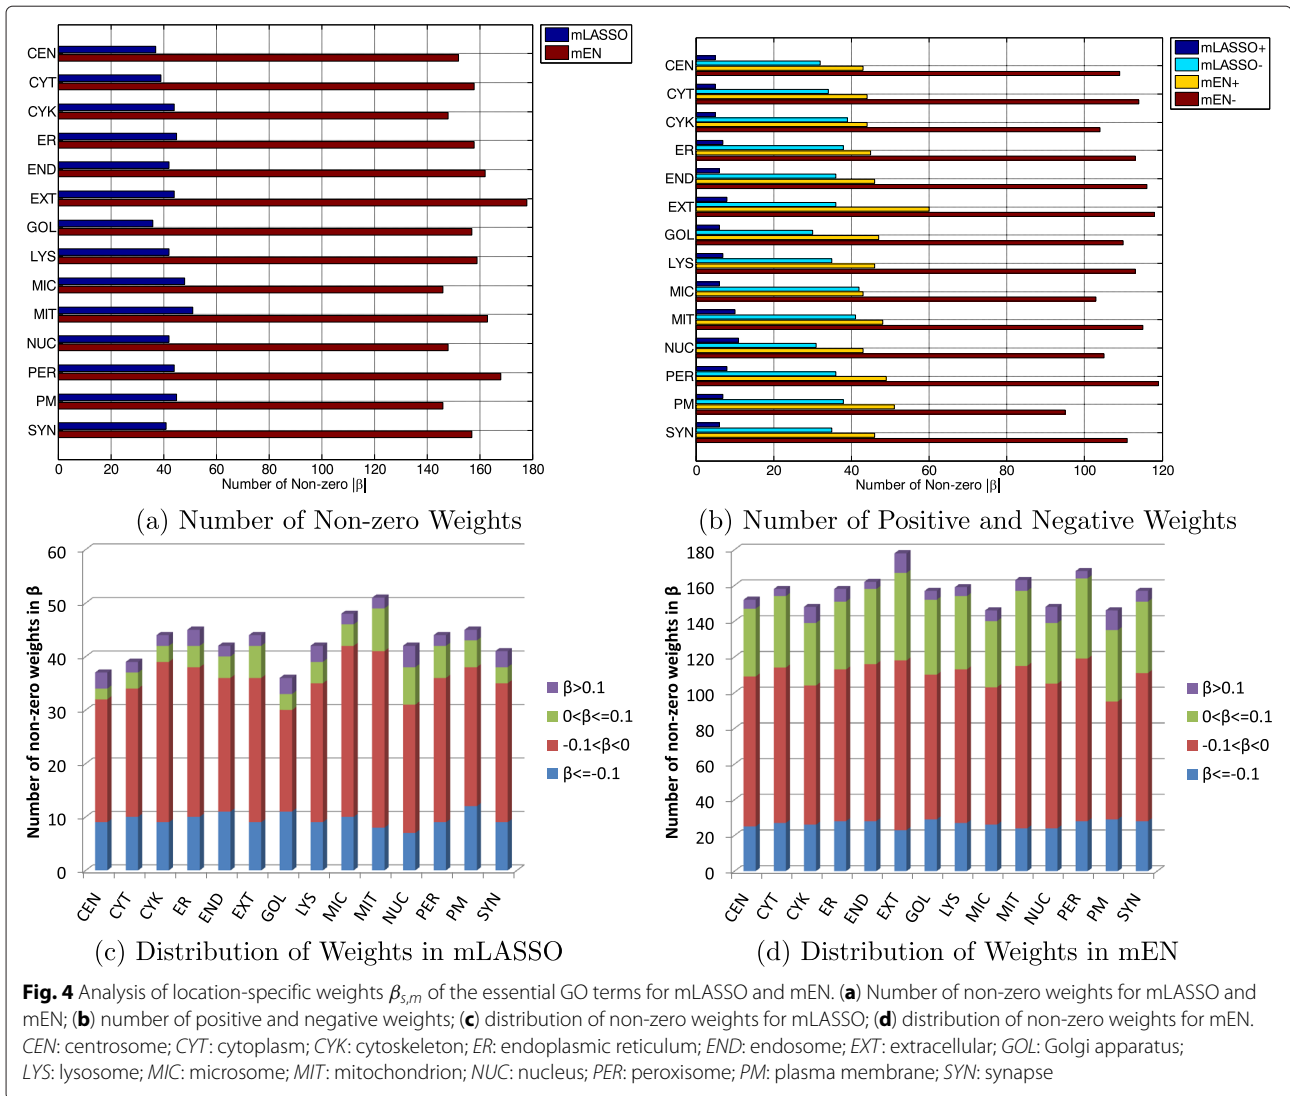 CEN
CYT
CYK
ER
END
EXT
GOL
LYS
MIC
MIT
NUC
PER
PM
SYN
0 20 40 60 80 100 120 140 160 180
Number of Non-zero |β|
mLASSO
mEN
(a) Number of Non-zero Weights
CEN
CYT
CYK
ER
END
EXT
GOL
LYS
MIC
MIT
NUC
PER
PM
SYN
0 20 40 60 80 100 120
Number of Non-zero |β|
mLASSO+
mLASSO-
mEN+
mEN-
(b) Number of Positive and Negative Weights
Number of non-zero weights in β
60
50
40
30
20
10
0
CEN CYT CYK ER END EXT GOL LYS MIC MIT NUC PER PM SYN
β>0.1
0<β<=0.1
-0.1<β<0
β<=-0.1
(c) Distribution of Weights in mLASSO
Number of non-zero weights in β
180
160
140
120
100
80
60
40
20
0
CEN CYT CYK ER END EXT GOL LYS MIC MIT NUC PER PM SYN
β>0.1
0<β<=0.1
-0.1<β<0
β<=-0.1
(d) Distribution of Weights in mEN
Fig. 4 Analysis of location-specific weights βs,m of the essential GO terms for mLASSO and mEN. (a) Number of non-zero weights for mLASSO and
mEN; (b) number of positive and negative weights; (c) distribution of non-zero weights for mLASSO; (d) distribution of non-zero weights for mEN.
CEN: centrosome; CYT: cytoplasm; CYK: cytoskeleton; ER: endoplasmic reticulum; END: endosome; EXT: extracellular; GOL: Golgi apparatus;
LYS: lysosome; MIC: microsome; MIT: mitochondrion; NUC: nucleus; PER: peroxisome; PM: plasma membrane; SYN: synapse